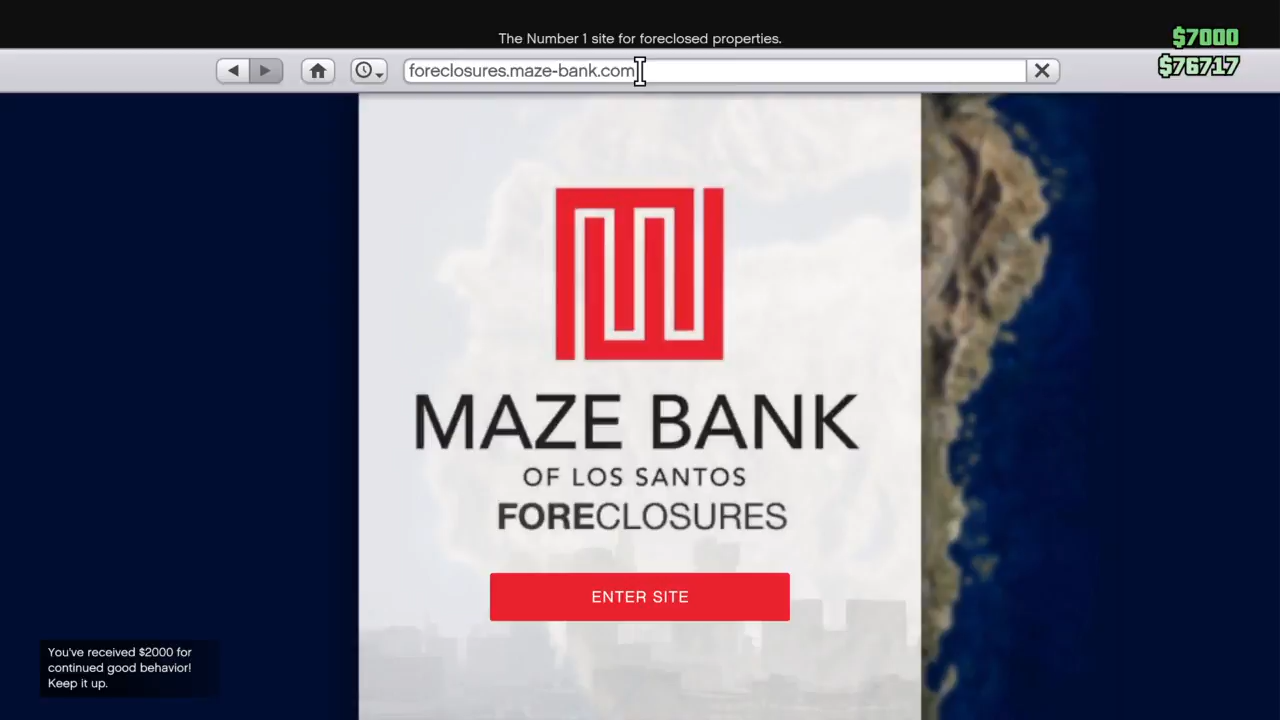 The Number 1 site for foreclosed properties.
$7000
foreclosures.maze-bank.com
$76717
MAZE BANK
OF LOS SANTOS
FORECLOSURES
ENTER SITE
You've received $2000 for
continued good behavior!
Keep it up.